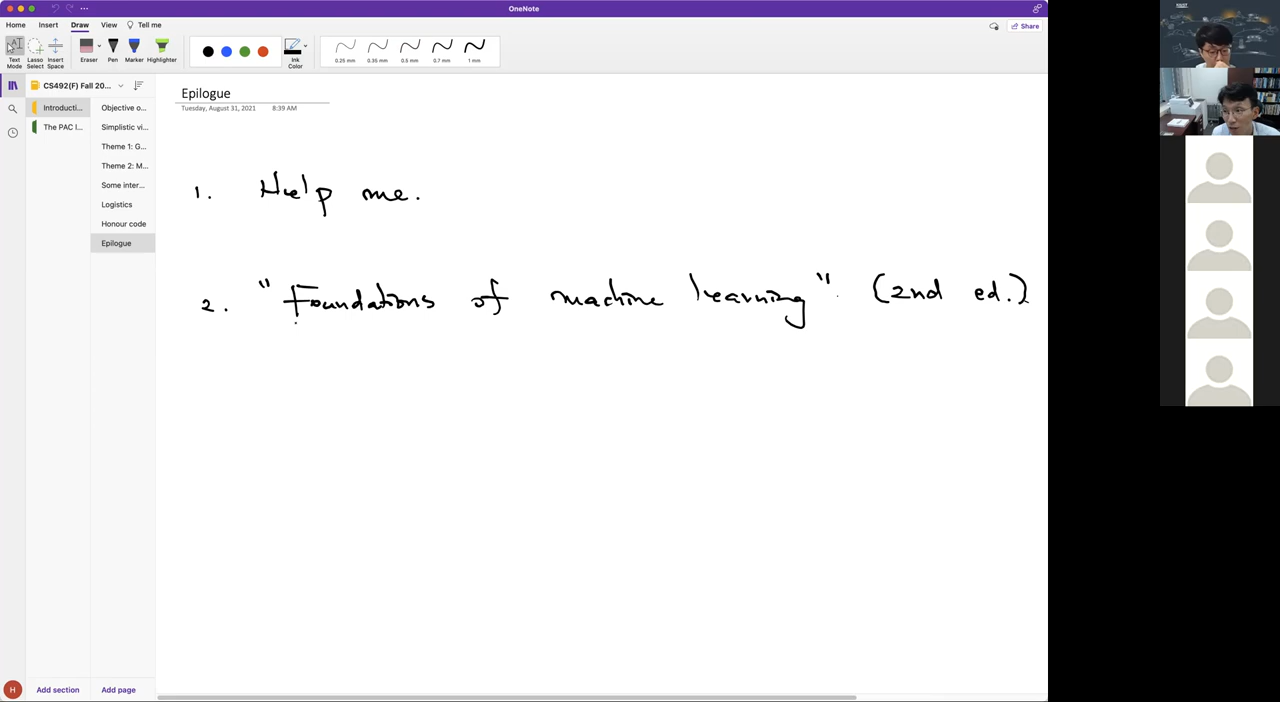 OneNote
Home Insert Draw View Tell me
Share
Text Mode
Lasso Select
Insert Space
Eraser
Pen
Marker
Highlighter
Ink Color
0.25 mm 0.35 mm 0.5 mm 0.7 mm 1 mm
CS492(F) Fall 20...
Introducti...
The PAC l...
Objective o...
Simplistic vi...
Theme 1: G...
Theme 2: M...
Some inter...
Logistics
Honour code
Epilogue
Epilogue
Tuesday, August 31, 2021 8:39 AM
1. Help me.
2. "Foundations of machine learning". (2nd ed.)
H
Add section
Add page